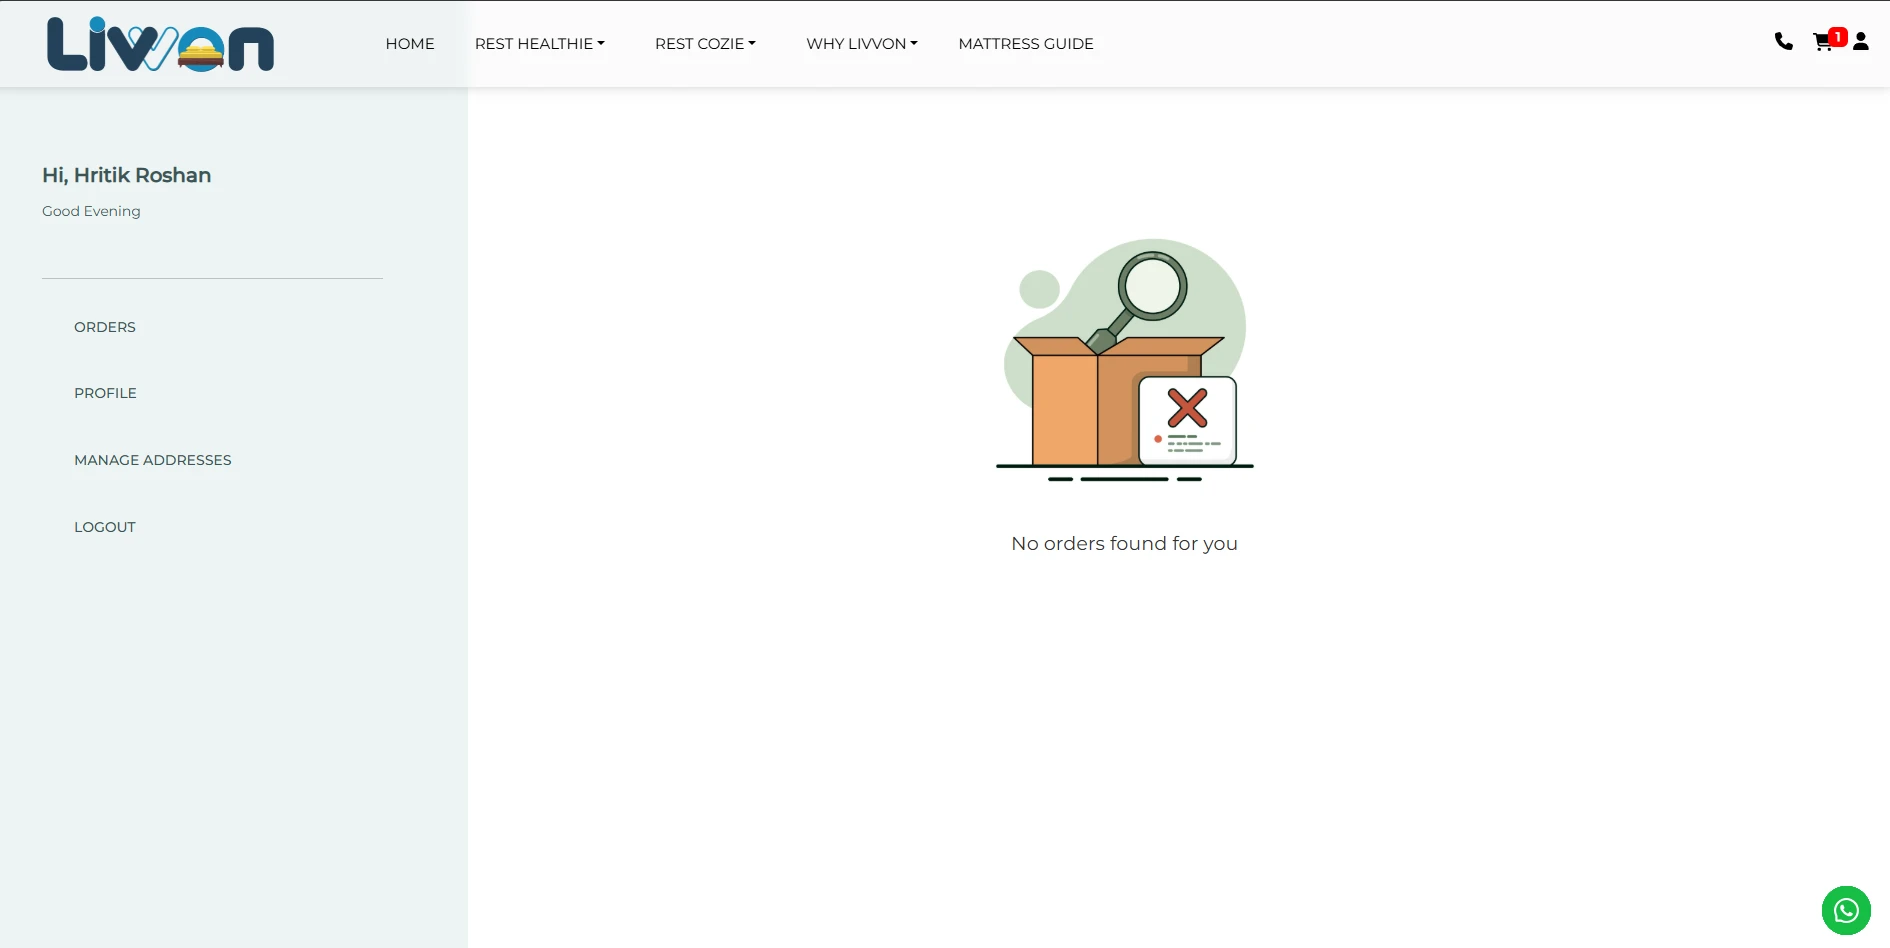 Livvon
HOME
REST HEALTHIE
REST COZIE
WHY LIVVON
MATTRESS GUIDE
1
Hi, Hritik Roshan
Good Evening
ORDERS
PROFILE
MANAGE ADDRESSES
LOGOUT
No orders found for you